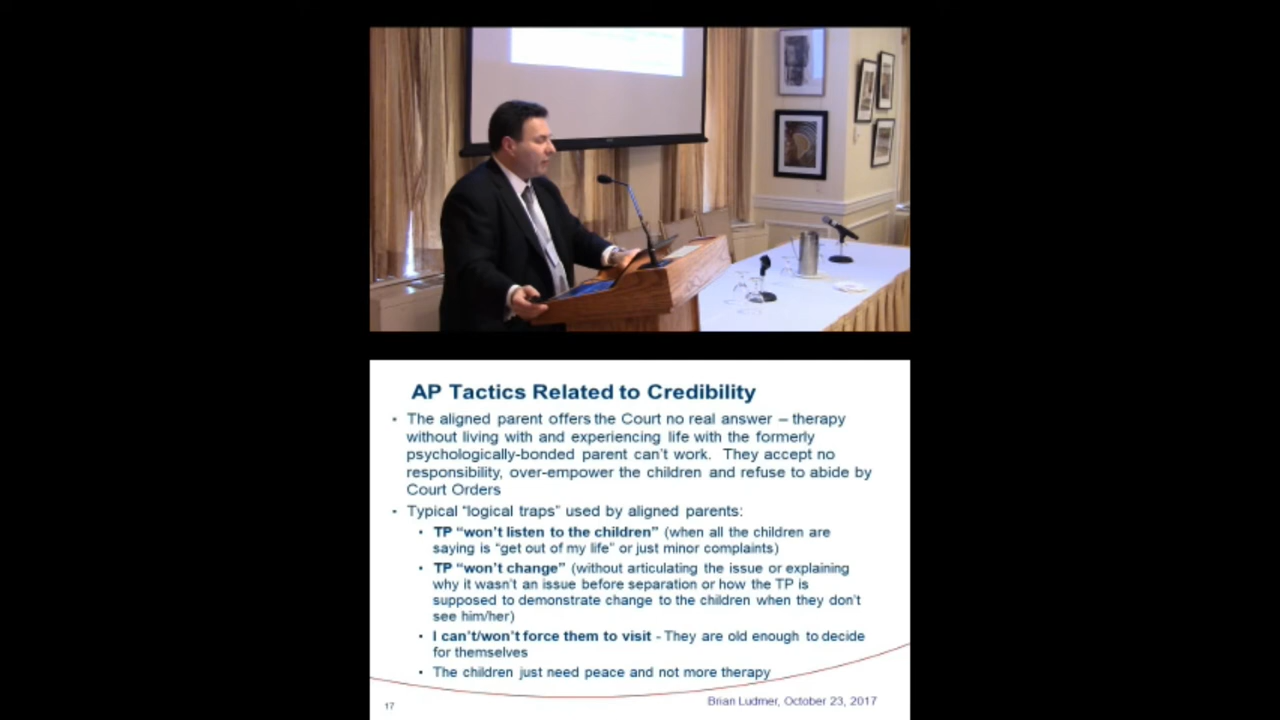 AP Tactics Related to Credibility
• The aligned parent offers the Court no real answer – therapy
without living with and experiencing life with the formerly
psychologically-bonded parent can't work. They accept no
responsibility, over-empower the children and refuse to abide by
Court Orders
• Typical "logical traps" used by aligned parents:
• TP "won't listen to the children" (when all the children are
saying is "get out of my life" or just minor complaints)
• TP "won't change" (without articulating the issue or explaining
why it wasn't an issue before separation or how the TP is
supposed to demonstrate change to the children when they don't
see him/her)
• I can't/won't force them to visit - They are old enough to decide
for themselves
• The children just need peace and not more therapy
17
Brian Ludmer, October 23, 2017